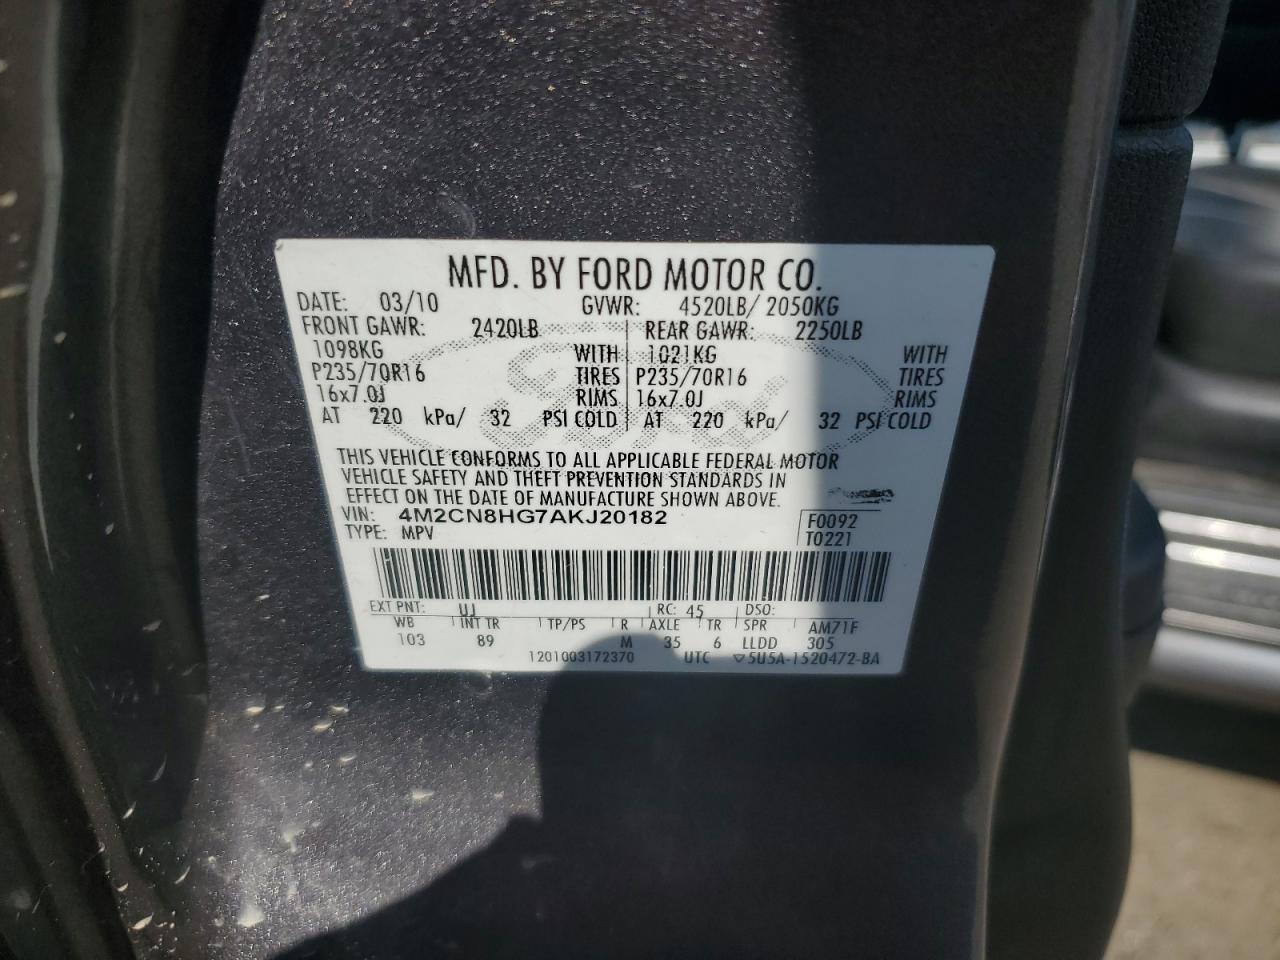 MFD. BY FORD MOTOR CO.
DATE: 03/10 GVWR: 4520LB/ 2050KG
FRONT GAWR: 2420LB REAR GAWR: 2250LB
1098KG WITH 1021KG WITH
P235/70R16 TIRES P235/70R16 TIRES
16x7.0J RIMS 16x7.0J RIMS
AT 220 kPa/ 32 PSI COLD AT 220 kPa/ 32 PSI COLD
THIS VEHICLE CONFORMS TO ALL APPLICABLE FEDERAL MOTOR
VEHICLE SAFETY AND THEFT PREVENTION STANDARDS IN
EFFECT ON THE DATE OF MANUFACTURE SHOWN ABOVE.
VIN: 4M2CN8HG7AKJ20182 F0092
TYPE: MPV T0221
EXT PNT: UJ RC: 45 DSO:
WB INT TR TP/PS R AXLE TR SPR AM71F
103 89 M 35 6 LLDD 305
1201003172370 UTC ▽5U5A-1520472-BA